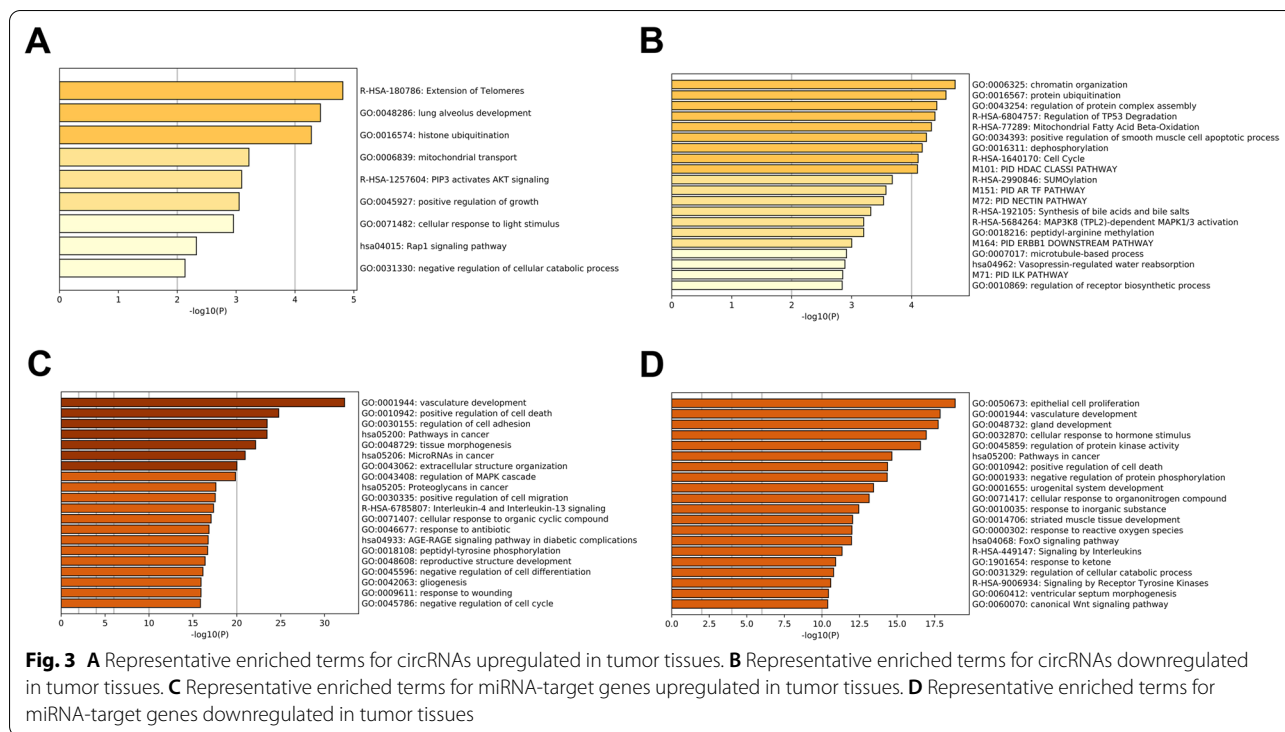 A
R-HSA-180786: Extension of Telomeres
GO:0048286: lung alveolus development
GO:0016574: histone ubiquitination
GO:0006839: mitochondrial transport
R-HSA-1257604: PIP3 activates AKT signaling
GO:0045927: positive regulation of growth
GO:0071482: cellular response to light stimulus
hsa04015: Rap1 signaling pathway
GO:0031330: negative regulation of cellular catabolic process
0 1 2 3 4 5
-log10(P)
B
GO:0006325: chromatin organization
GO:0016567: protein ubiquitination
GO:0043254: regulation of protein complex assembly
R-HSA-6804757: Regulation of TP53 Degradation
R-HSA-77289: Mitochondrial Fatty Acid Beta-Oxidation
GO:0034393: positive regulation of smooth muscle cell apoptotic process
GO:0016311: dephosphorylation
R-HSA-1640170: Cell Cycle
M101: PID HDAC CLASSI PATHWAY
R-HSA-2990846: SUMOylation
M151: PID AR TF PATHWAY
M72: PID NECTIN PATHWAY
R-HSA-192105: Synthesis of bile acids and bile salts
R-HSA-5684264: MAP3K8 (TPL2)-dependent MAPK1/3 activation
GO:0018216: peptidyl-arginine methylation
M164: PID ERBB1 DOWNSTREAM PATHWAY
GO:0007017: microtubule-based process
hsa04962: Vasopressin-regulated water reabsorption
M71: PID ILK PATHWAY
GO:0010869: regulation of receptor biosynthetic process
0 1 2 3 4
-log10(P)
C
GO:0001944: vasculature development
GO:0010942: positive regulation of cell death
GO:0030155: regulation of cell adhesion
hsa05200: Pathways in cancer
GO:0048729: tissue morphogenesis
hsa05206: MicroRNAs in cancer
GO:0043062: extracellular structure organization
GO:0043408: regulation of MAPK cascade
hsa05205: Proteoglycans in cancer
GO:0030335: positive regulation of cell migration
R-HSA-6785807: Interleukin-4 and Interleukin-13 signaling
GO:0071407: cellular response to organic cyclic compound
GO:0046677: response to antibiotic
hsa04933: AGE-RAGE signaling pathway in diabetic complications
GO:0018108: peptidyl-tyrosine phosphorylation
GO:0048608: reproductive structure development
GO:0045596: negative regulation of cell differentiation
GO:0042063: gliogenesis
GO:0009611: response to wounding
GO:0045786: negative regulation of cell cycle
0 5 10 15 20 25 30
-log10(P)
D
GO:0050673: epithelial cell proliferation
GO:0001944: vasculature development
GO:0048732: gland development
GO:0032870: cellular response to hormone stimulus
GO:0045859: regulation of protein kinase activity
hsa05200: Pathways in cancer
GO:0010942: positive regulation of cell death
GO:0001933: negative regulation of protein phosphorylation
GO:0001655: urogenital system development
GO:0071417: cellular response to organonitrogen compound
GO:0010035: response to inorganic substance
GO:0014706: striated muscle tissue development
GO:0000302: response to reactive oxygen species
hsa04068: FoxO signaling pathway
R-HSA-449147: Signaling by Interleukins
GO:1901654: response to ketone
GO:0031329: regulation of cellular catabolic process
R-HSA-9006934: Signaling by Receptor Tyrosine Kinases
GO:0060412: ventricular septum morphogenesis
GO:0060070: canonical Wnt signaling pathway
0.0 2.5 5.0 7.5 10.0 12.5 15.0 17.5
-log10(P)
Fig. 3 A Representative enriched terms for circRNAs upregulated in tumor tissues. B Representative enriched terms for circRNAs downregulated
in tumor tissues. C Representative enriched terms for miRNA-target genes upregulated in tumor tissues. D Representative enriched terms for
miRNA-target genes downregulated in tumor tissues